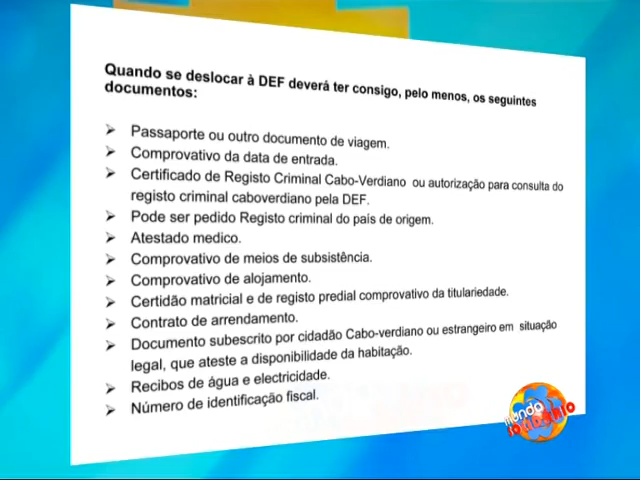 Quando se deslocar à DEF deverá ter consigo, pelo menos, os seguintes
documentos:
➢ Passaporte ou outro documento de viagem.
➢ Comprovativo da data de entrada.
➢ Certificado de Registo Criminal Cabo-Verdiano ou autorização para consulta do
registo criminal caboverdiano pela DEF.
➢ Pode ser pedido Registo criminal do país de origem.
➢ Atestado medico.
➢ Comprovativo de meios de subsistência.
➢ Comprovativo de alojamento.
➢ Certidão matricial e de registo predial comprovativo da titulariedade.
➢ Contrato de arrendamento.
➢ Documento subescrito por cidadão Cabo-verdiano ou estrangeiro em situação
legal, que ateste a disponibilidade da habitação.
➢ Recibos de água e electricidade.
➢ Número de identificação fiscal.